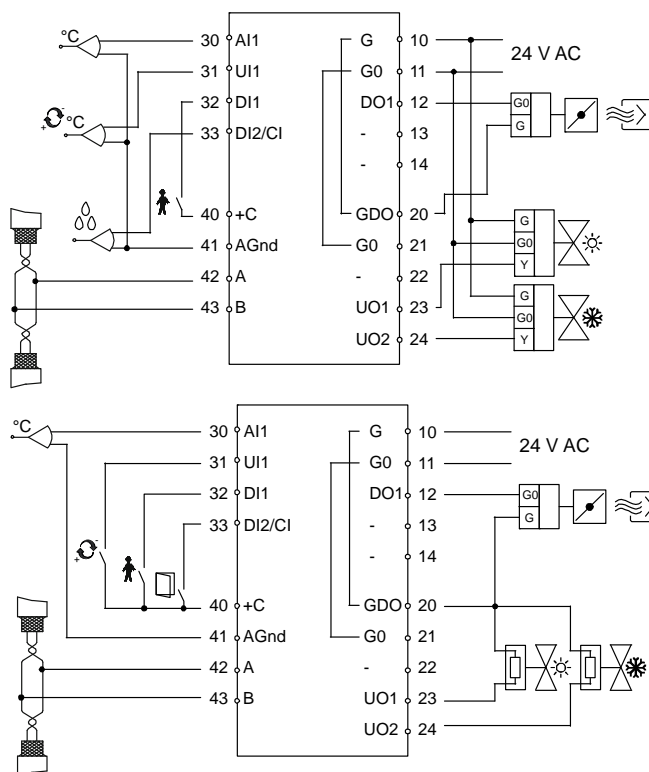 °C 30 AI1 G 10 24 V AC
31 UI1 G0 11
+ - °C 32 DI1 DO1 12 G0
33 DI2/CI - 13 G
- 14
40 +C GDO 20 G
41 AGnd G0 21 G0
42 A - 22 Y
43 B UO1 23 G
UO2 24 G0
Y
°C 30 AI1 G 10
31 UI1 G0 11 24 V AC
32 DI1 DO1 12 G0
33 DI2/CI - 13 G
+ - - 14
40 +C GDO 20
41 AGnd G0 21
42 A - 22
43 B UO1 23
UO2 24